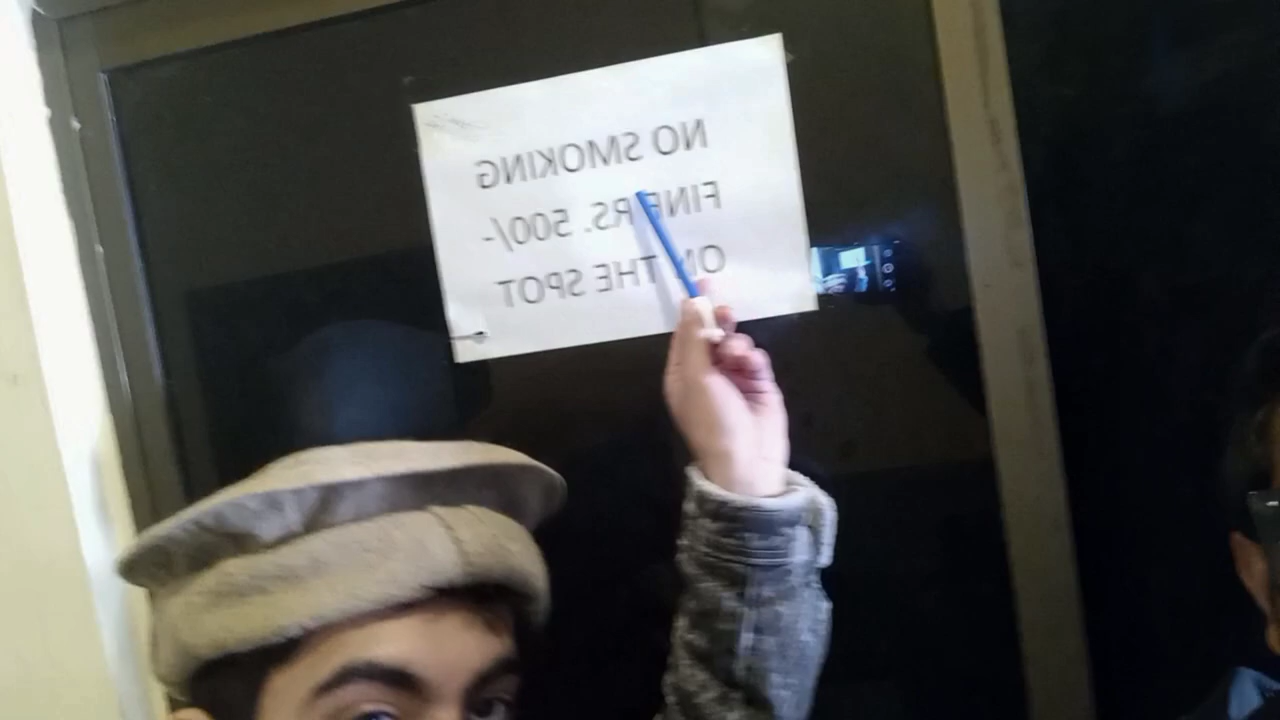 NO SMOKING
FINE RS. 500/-
ON THE SPOT